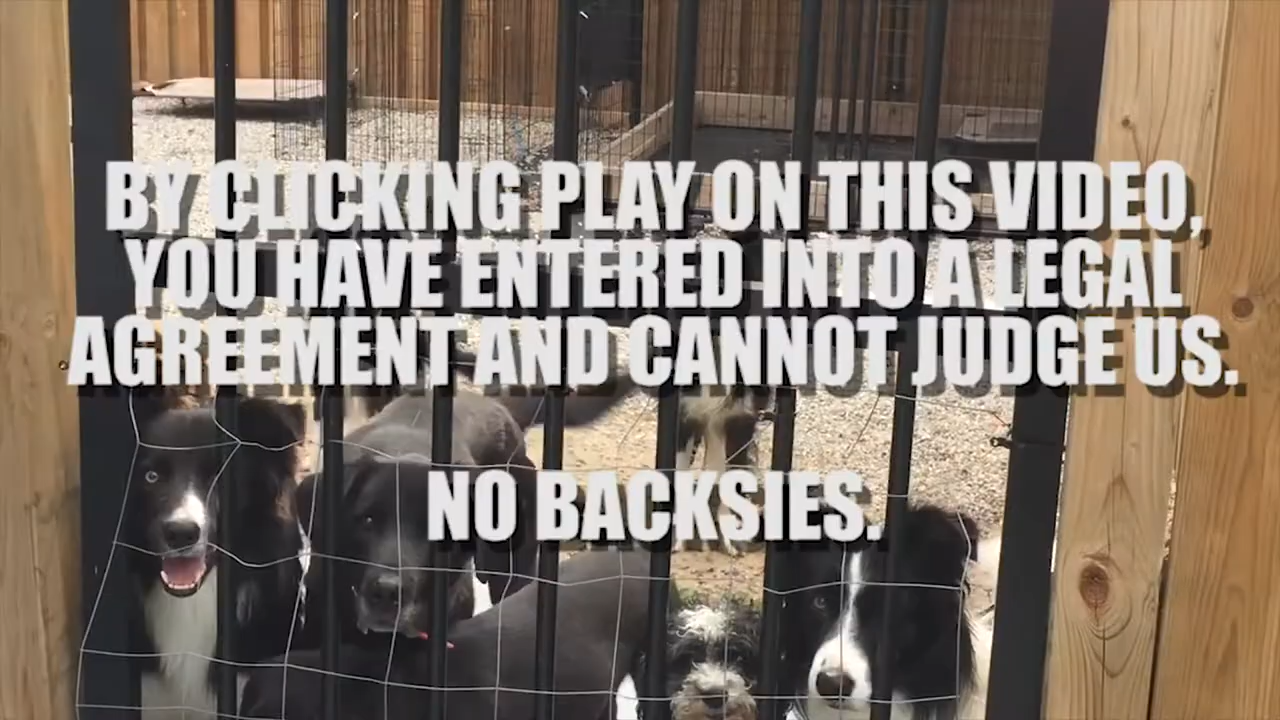 BY CLICKING PLAY ON THIS VIDEO,
YOU HAVE ENTERED INTO A LEGAL
AGREEMENT AND CANNOT JUDGE US.
NO BACKSIES.